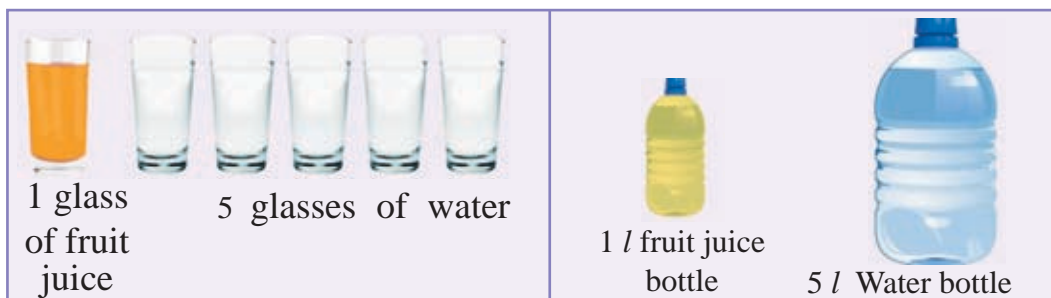 1 glass
of fruit
juice
5 glasses of water
1 l fruit juice
bottle
5 l Water bottle